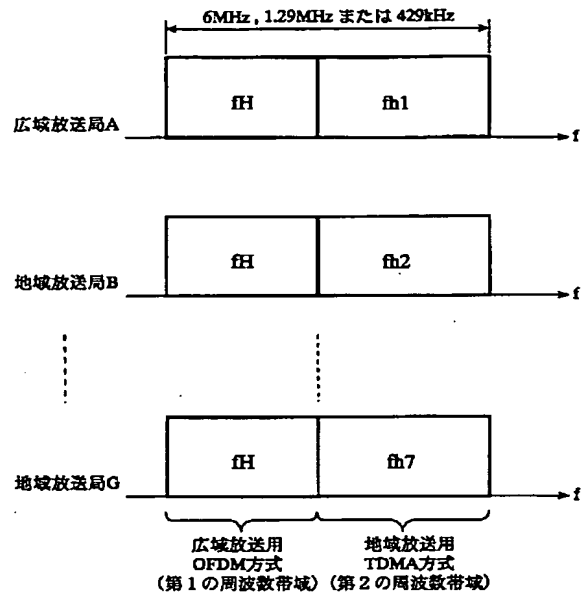 6MHz , 1.29MHz または 429kHz
広域放送局A
fH
fh1
f
地域放送局B
fH
fh2
f
地域放送局G
fH
fh7
f
広域放送用
OFDM方式
(第1の周波数帯域)
地域放送用
TDMA方式
(第2の周波数帯域)